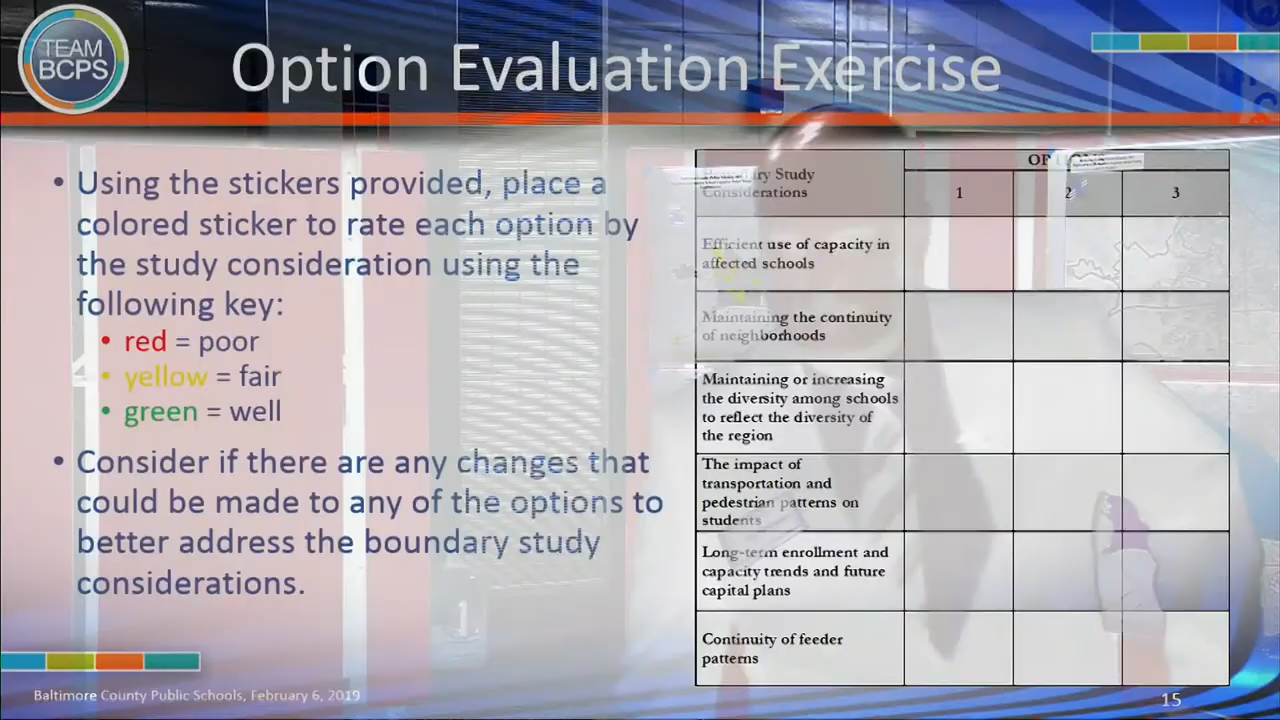 TEAM
BCPS
Option Evaluation Exercise
• Using the stickers provided, place a
colored sticker to rate each option by
the study consideration using the
following key:
• red = poor
• yellow = fair
• green = well
• Consider if there are any changes that
could be made to any of the options to
better address the boundary study
considerations.
Study
Considerations
1
2
3
Efficient use of capacity in
affected schools
Maintaining the continuity
of neighborhoods
Maintaining or increasing
the diversity among schools
to reflect the diversity of
the region
The impact of
transportation and
pedestrian patterns on
students
Long-term enrollment and
capacity trends and future
capital plans
Continuity of feeder
patterns
Baltimore County Public Schools, February 6, 2019
15